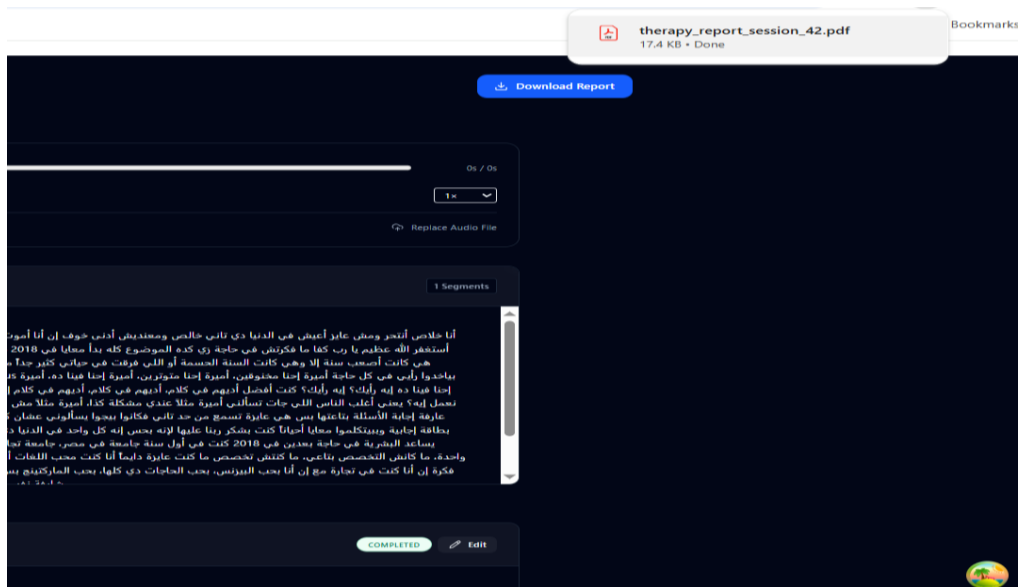 therapy_report_session_42.pdf
17.4 KB • Done
Bookmarks
Download Report
0s / 0s
1×
Replace Audio File
1 Segments
أنا خلاص أنتحر ومش عايز أعيش في الدنيا دي تاني خالص ومعنديش أدنى خوف إن أنا أموت
أستغفر الله عظيم يا رب كفا ما فكرتش في حاجة زي كده الموضوع كله بدأ معايا في 2018
هي كانت أصعب سنة إلا وهي كانت السنة الحسمة أو اللي فرقت في حياتي كتير جداً
بياخدوا رأيي في كل حاجة أميرة إحنا مخنوقين، أميرة إحنا متوترين، أميرة إحنا فينا ده، أميرة
إحنا فينا ده إيه رأيك؟ إيه رأيك؟ كنت أفضل أديهم في كلام، أديهم في كلام، أديهم في كلام
نعمل إيه؟ يعني أغلب الناس اللي جات تسألني أميرة مثلاً عندي مشكلة كذا، أميرة مثلاً مش
عارفة إجابة الأسئلة بتاعتها بس هي عايزة تسمع من حد تاني فكانوا بيجوا يسألوني عشان
بطاقة إجابية وبيتكلموا معايا أحياناً كنت بشكر ربنا عليها لإنه بحس إنه كل واحد في الدنيا
يساعد البشرية في حاجة بعدين في 2018 كنت في أول سنة جامعة في مصر، جامعة
واحدة، ما كانش التخصص بتاعي، ما كنتش تخصص ما كنت عايزة دايماً أنا كنت محب اللغات
فكرة إن أنا كنت في تجارة مع إن أنا بحب البيزنس، بحب الحاجات دي كلها، بحب الماركتينج
COMPLETED
Edit